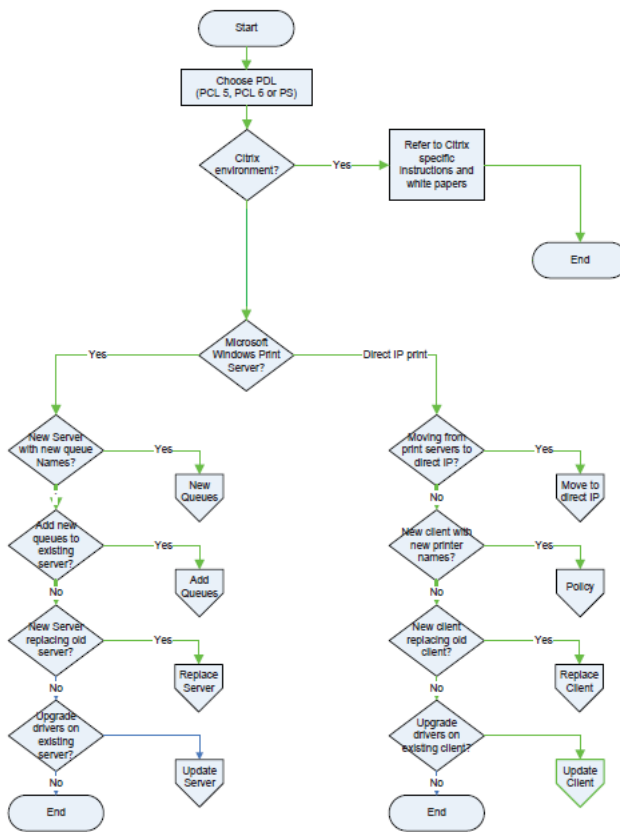 Start
Choose PDL
(PCL 5, PCL 6 or PS)
Citrix
environment?
Yes
Refer to Citrix
specific
instructions and
white papers
End
Microsoft
Windows Print
Server?
Yes
Direct IP print
New Server
with new queue
Names?
Yes
New
Queues
Add new
queues to
existing
server?
Yes
Add
Queues
No
New Server
replacing old
server?
Yes
Replace
Server
No
Upgrade
drivers on
existing
server?
Update
Server
No
End
Moving from
print servers to
direct IP?
Yes
Move to
direct IP
No
New client with
new printer
names?
Yes
Policy
No
New client
replacing old
client?
Yes
Replace
Client
No
Upgrade
drivers on
existing client?
Update
Client
No
End